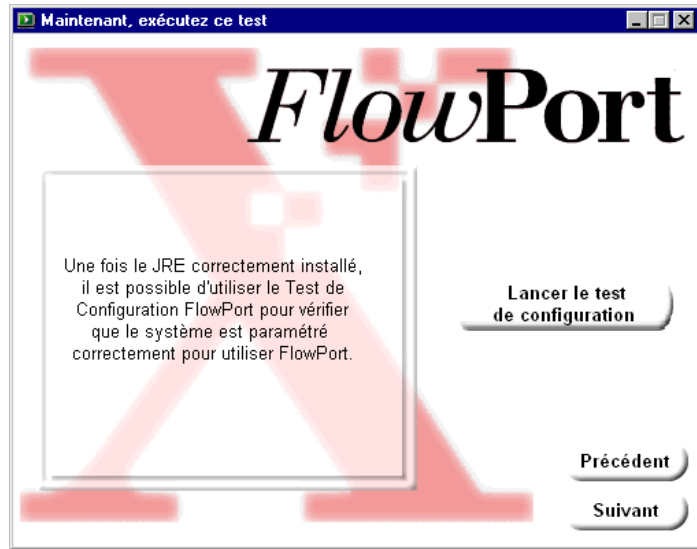 Maintenant, exécutez ce test
FlowPort
Une fois le JRE correctement installé,
il est possible d'utiliser le Test de
Configuration FlowPort pour vérifier
que le système est paramétré
correctement pour utiliser FlowPort.
Lancer le test
de configuration
Précédent
Suivant